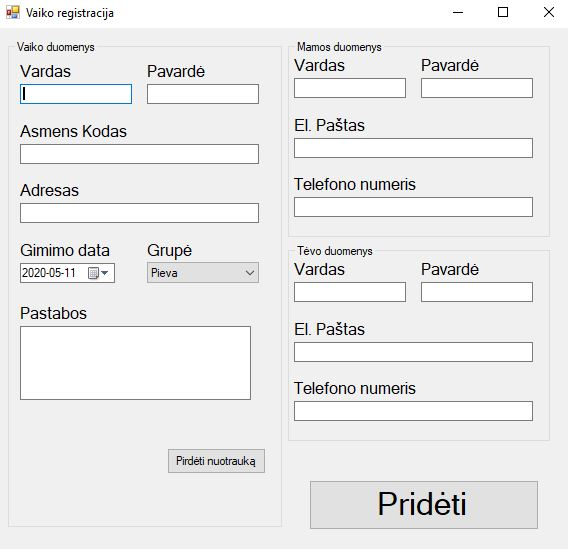 Vaiko registracija
Vaiko duomenys
Vardas Pavardė
Asmens Kodas
Adresas
Gimimo data Grupė
2020-05-11 Pieva
Pastabos
Pirdėti nuotrauką
Mamos duomenys
Vardas Pavardė
El. Paštas
Telefono numeris
Tėvo duomenys
Vardas Pavardė
El. Paštas
Telefono numeris
Pridėti